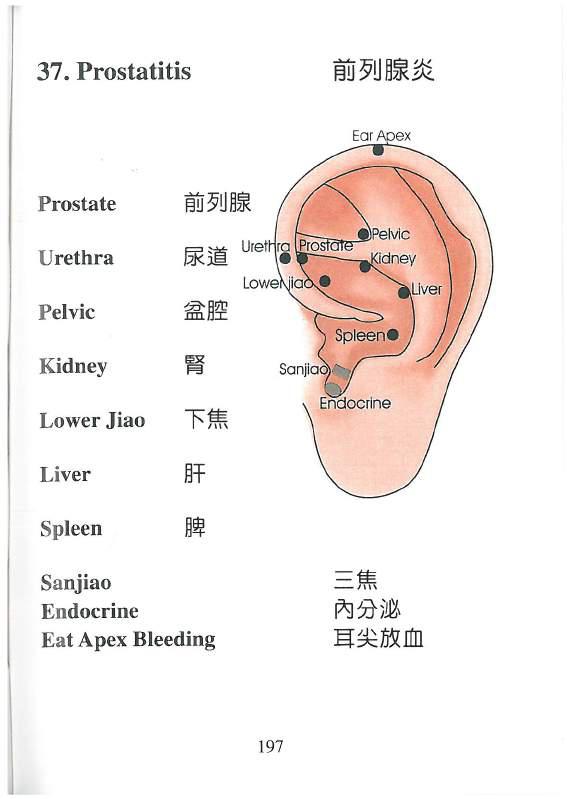 37. Prostatitis 前列腺炎
Ear Apex
Prostate 前列腺
Urethra 尿道
Pelvic 盆腔
Kidney 腎
Lower Jiao 下焦
Liver 肝
Spleen 脾
Pelvic
Urethra Prostate
Kidney
Lower jiao
Liver
Spleen
Sanjiao
Endocrine
Sanjiao 三焦
Endocrine 內分泌
Eat Apex Bleeding 耳尖放血
197